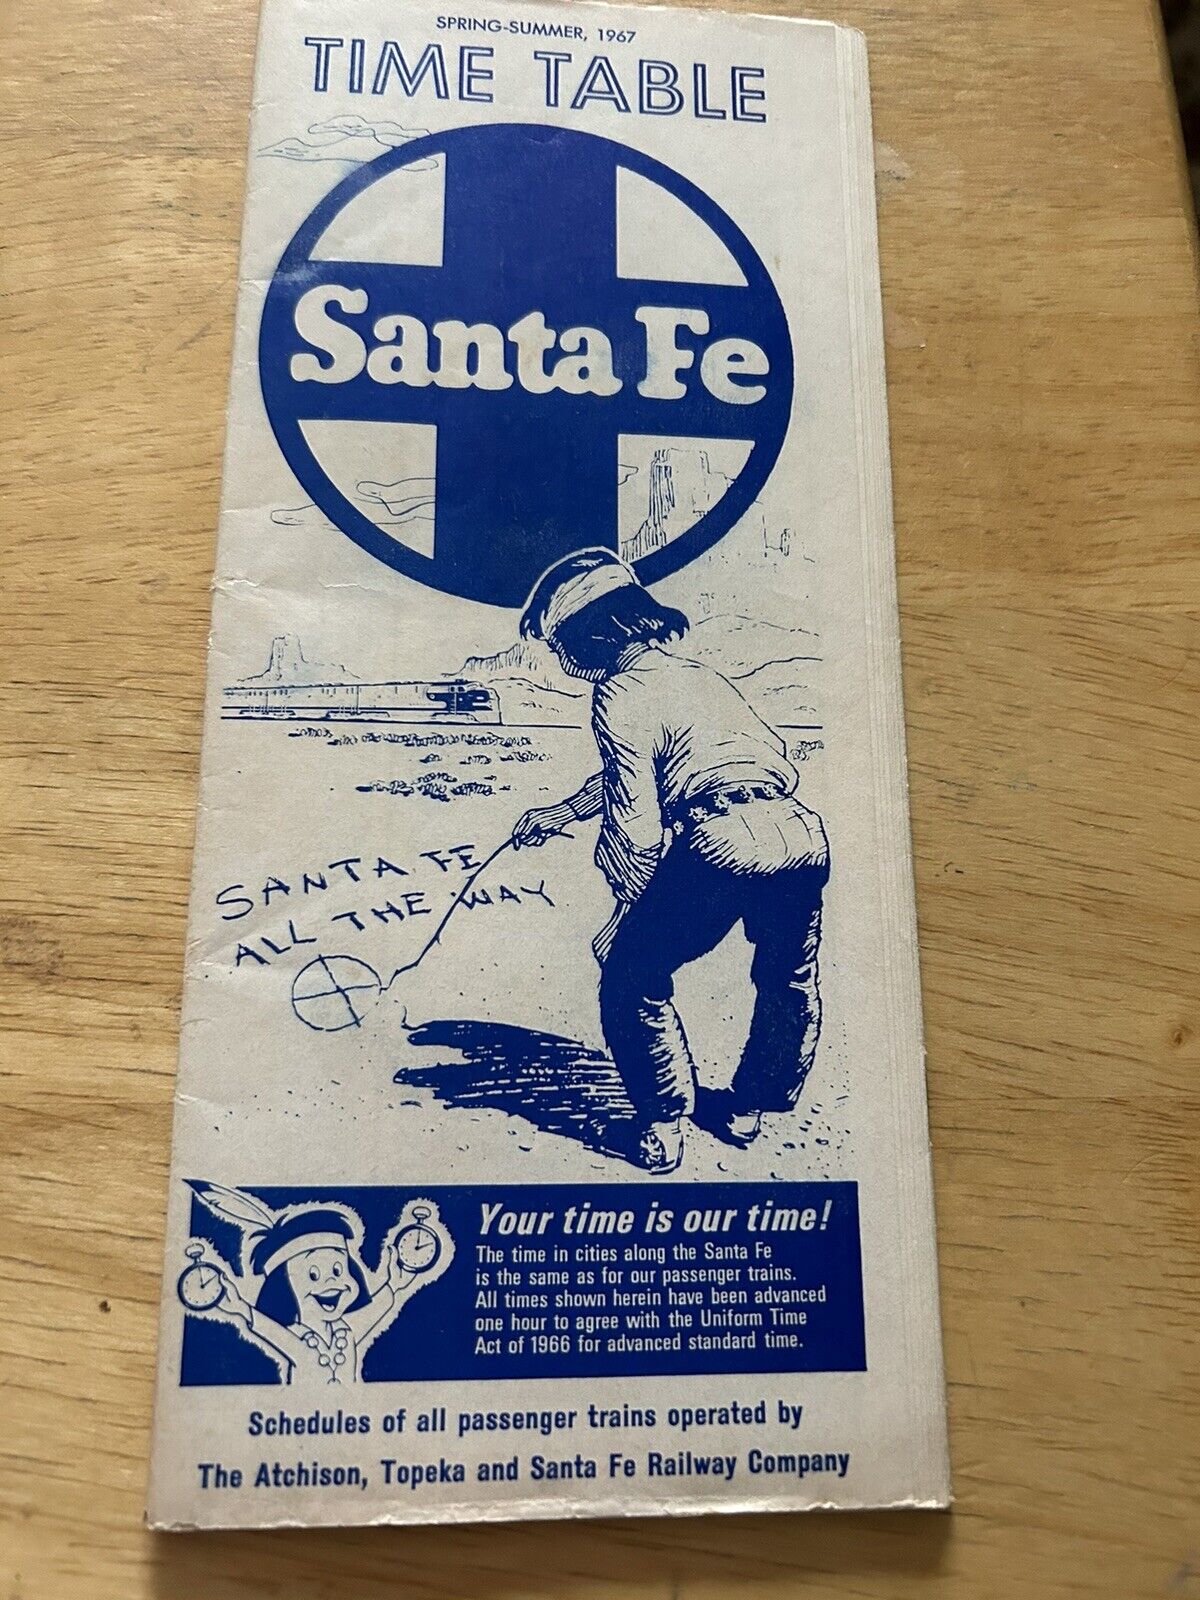 SPRING-SUMMER, 1967
TIME TABLE
Santa Fe
SANTA FE
ALL THE WAY
Your time is our time!
The time in cities along the Santa Fe
is the same as for our passenger trains.
All times shown herein have been advanced
one hour to agree with the Uniform Time
Act of 1966 for advanced standard time.
Schedules of all passenger trains operated by
The Atchison, Topeka and Santa Fe Railway Company